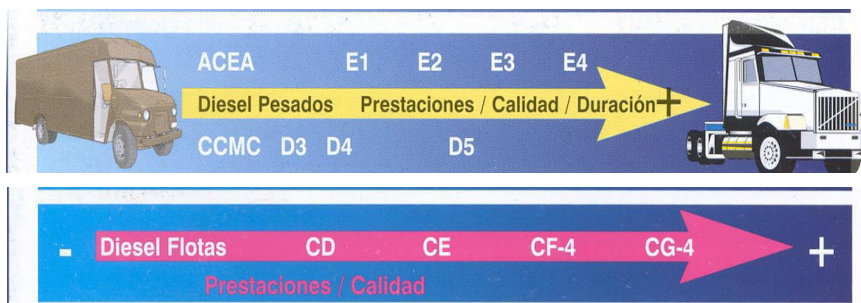 ACEA E1 E2 E3 E4
Diesel Pesados Prestaciones / Calidad / Duración +
CCMC D3 D4 D5
- Diesel Flotas CD CE CF-4 CG-4 +
Prestaciones / Calidad